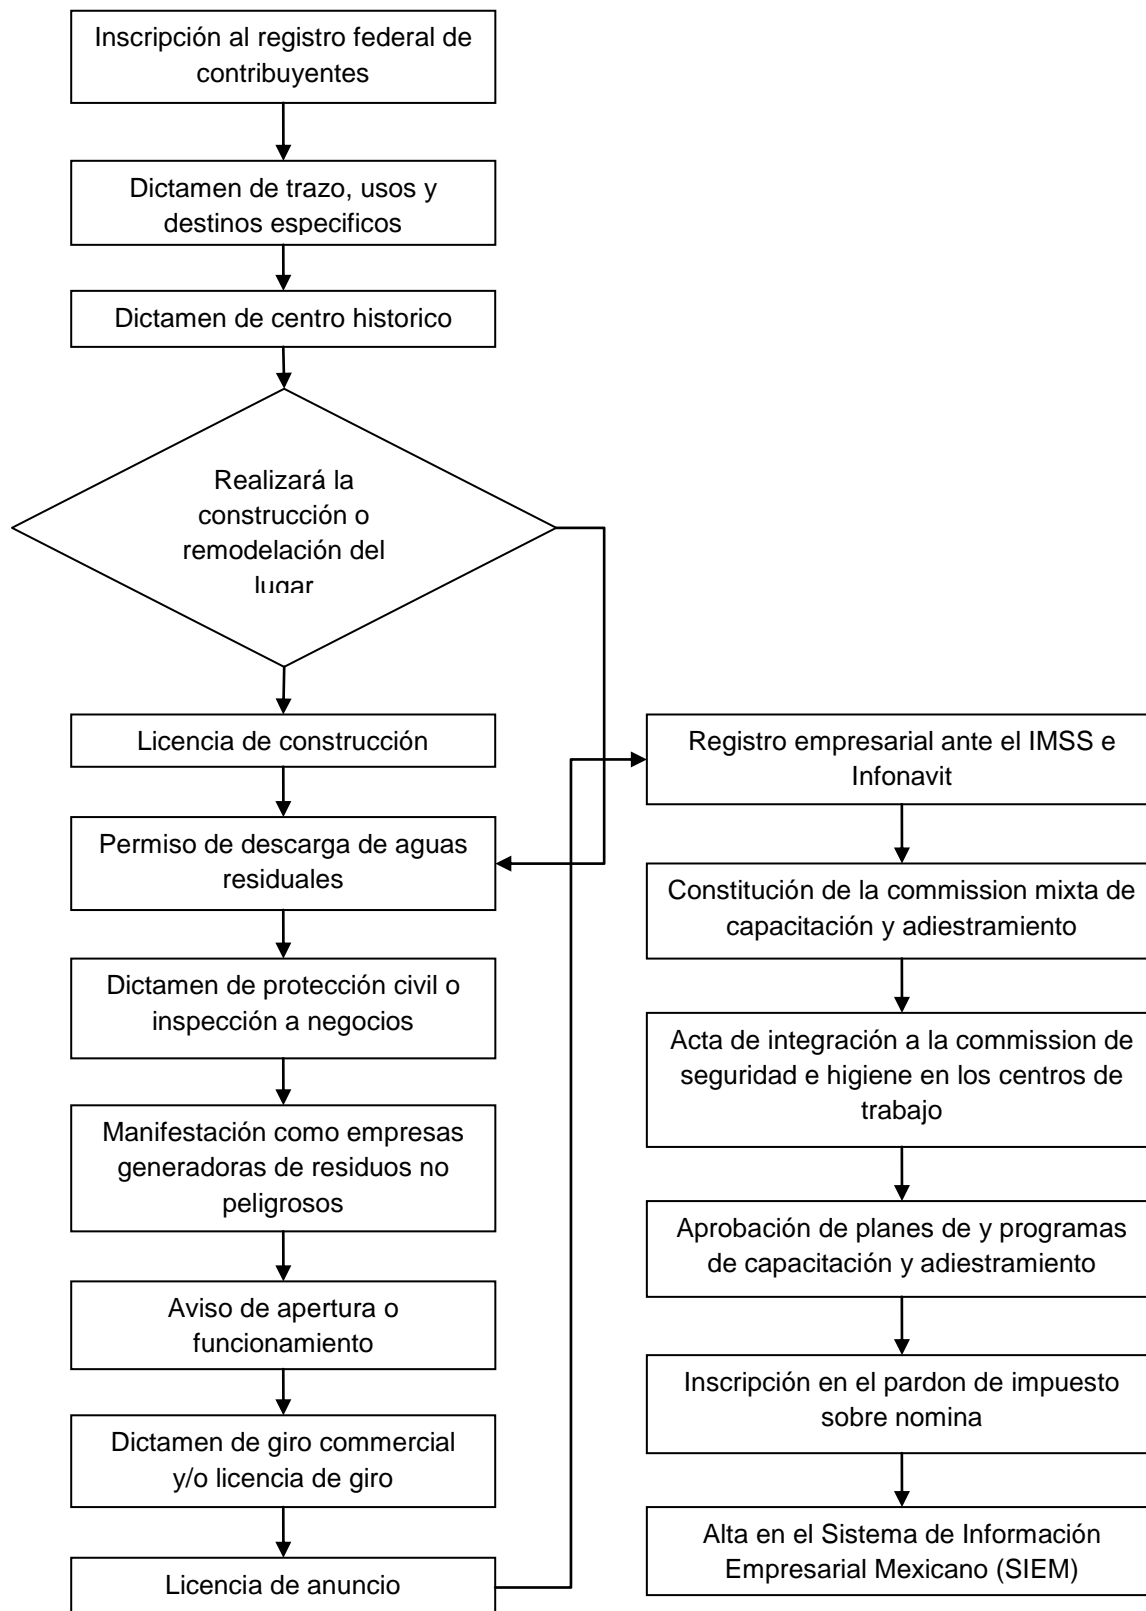 Inscripción al registro federal de
contribuyentes
Dictamen de trazo, usos y
destinos especificos
Dictamen de centro historico
Realizará la
construcción o
remodelación del
lugar
Licencia de construcción
Permiso de descarga de aguas
residuales
Dictamen de protección civil o
inspección a negocios
Manifestación como empresas
generadoras de residuos no
peligrosos
Aviso de apertura o
funcionamiento
Dictamen de giro commercial
y/o licencia de giro
Licencia de anuncio
Registro empresarial ante el IMSS e
Infonavit
Constitución de la commission mixta de
capacitación y adiestramiento
Acta de integración a la commission de
seguridad e higiene en los centros de
trabajo
Aprobación de planes de y programas
de capacitación y adiestramiento
Inscripción en el pardon de impuesto
sobre nomina
Alta en el Sistema de Información
Empresarial Mexicano (SIEM)